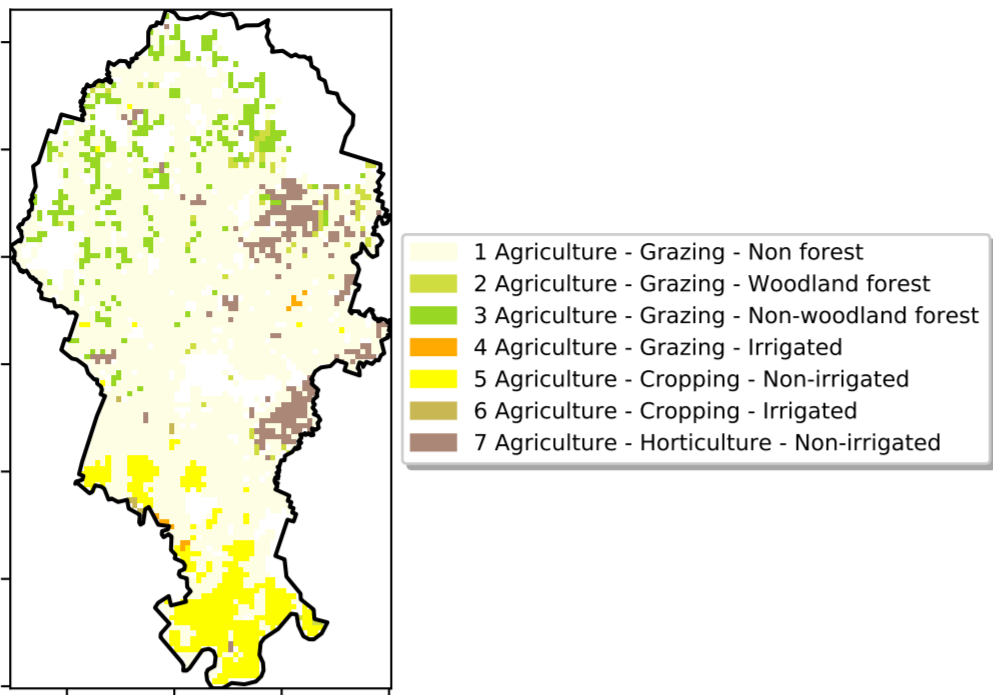 1 Agriculture - Grazing - Non forest
2 Agriculture - Grazing - Woodland forest
3 Agriculture - Grazing - Non-woodland forest
4 Agriculture - Grazing - Irrigated
5 Agriculture - Cropping - Non-irrigated
6 Agriculture - Cropping - Irrigated
7 Agriculture - Horticulture - Non-irrigated